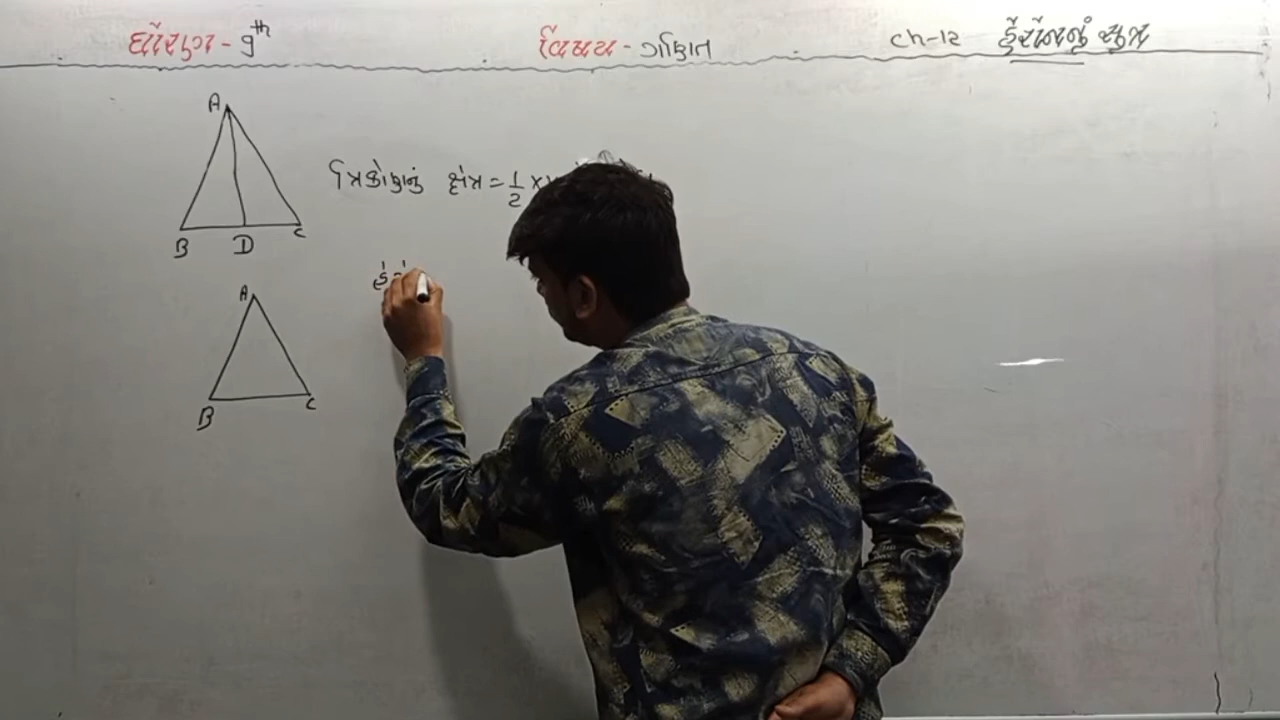 ધોરણ - 9th
વિષય - ગણિત
ch-12 હેરોનનું સુત્ર
A
B D C
ત્રિકોણનું ક્ષેત્ર = 1/2 ×
A
B C